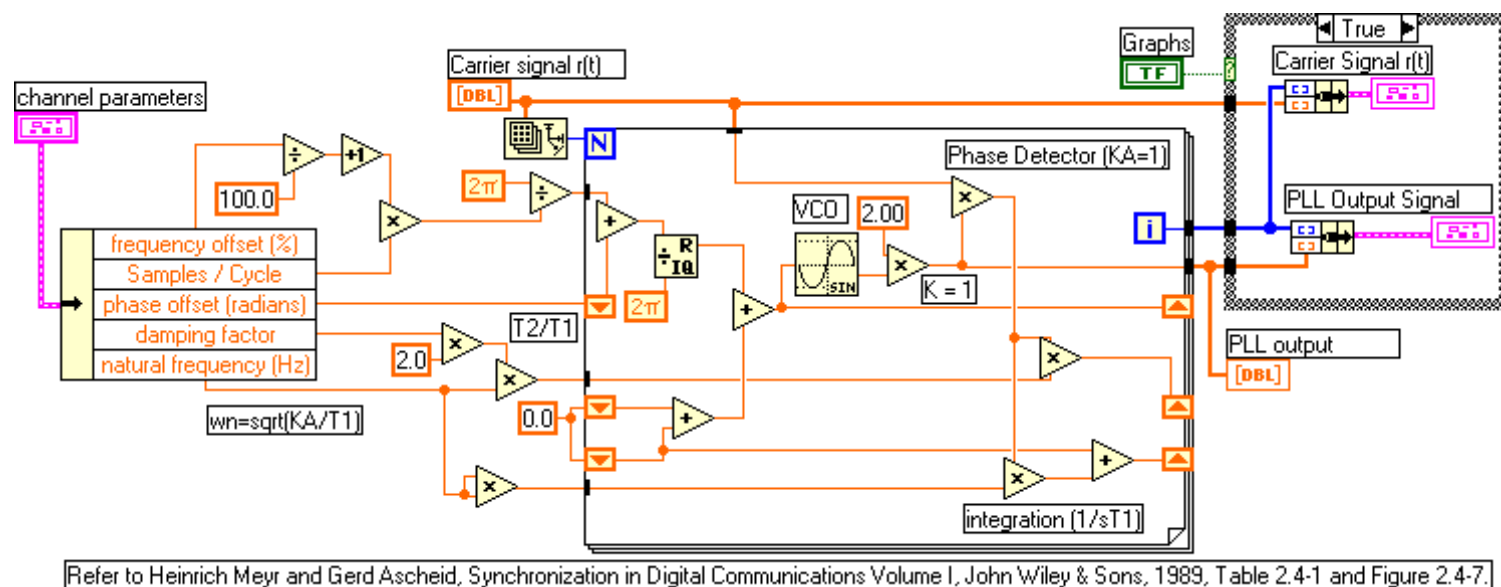 True
Graphs
TF
?
Carrier signal r(t)
[DBL]
Carrier Signal r(t)
channel parameters
÷
+1
N
Phase Detector (KA=1)
100.0
2π
÷
×
×
+
VCO
2.00
PLL Output Signal
frequency offset (%)
Samples / Cycle
phase offset (radians)
damping factor
natural frequency (Hz)
÷ R
IQ
2π
SIN
×
K = 1
i
+
T2/T1
2.0
×
×
×
PLL output
[DBL]
wn=sqrt(KA/T1)
0.0
+
×
×
+
integration (1/sT1)
Refer to Heinrich Meyr and Gerd Ascheid, Synchronization in Digital Communications Volume I, John Wiley & Sons, 1989, Table 2.4-1 and Figure 2.4-7.